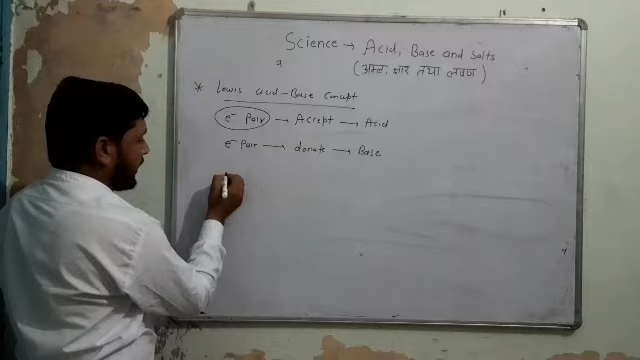 Science → Acid, Base and Salts
(अम्ल, क्षार तथा लवण)
* Lewis acid-Base Concept
e⁻ Pair → Accept → Acid
e⁻ Pair → donate → Base